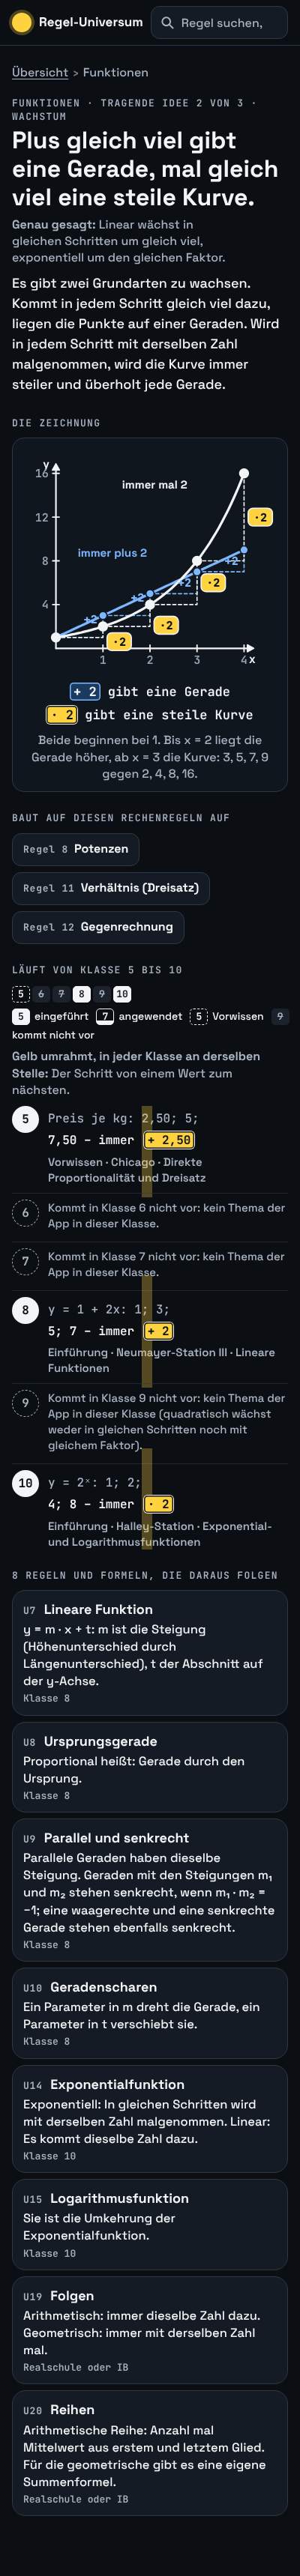 Regel-Universum
Regel suchen,
Übersicht > Funktionen
FUNKTIONEN · TRAGENDE IDEE 2 VON 3 ·
WACHSTUM
Plus gleich viel gibt
eine Gerade, mal gleich
viel eine steile Kurve.
Genau gesagt: Linear wächst in
gleichen Schritten um gleich viel,
exponentiell um den gleichen Faktor.
Es gibt zwei Grundarten zu wachsen.
Kommt in jedem Schritt gleich viel dazu,
liegen die Punkte auf einer Geraden. Wird
in jedem Schritt mit derselben Zahl
malgenommen, wird die Kurve immer
steiler und überholt jede Gerade.
DIE ZEICHNUNG
y
16
immer mal 2
12
·2
immer plus 2
8
+2
+2
·2
4
+2
+2
·2
·2
1 2 3 4 x
+ 2 gibt eine Gerade
· 2 gibt eine steile Kurve
Beide beginnen bei 1. Bis x = 2 liegt die
Gerade höher, ab x = 3 die Kurve: 3, 5, 7, 9
gegen 2, 4, 8, 16.
BAUT AUF DIESEN RECHENREGELN AUF
Regel 8 Potenzen
Regel 11 Verhältnis (Dreisatz)
Regel 12 Gegenrechnung
LÄUFT VON KLASSE 5 BIS 10
5 6 7 8 9 10
5 eingeführt 7 angewendet 5 Vorwissen 9
kommt nicht vor
Gelb umrahmt, in jeder Klasse an derselben
Stelle: Der Schritt von einem Wert zum
nächsten.
5 Preis je kg: 2,50; 5;
7,50 – immer + 2,50
Vorwissen · Chicago · Direkte
Proportionalität und Dreisatz
6 Kommt in Klasse 6 nicht vor: kein Thema der
App in dieser Klasse.
7 Kommt in Klasse 7 nicht vor: kein Thema der
App in dieser Klasse.
8 y = 1 + 2x: 1; 3;
5; 7 – immer + 2
Einführung · Neumayer-Station III · Lineare
Funktionen
9 Kommt in Klasse 9 nicht vor: kein Thema der
App in dieser Klasse (quadratisch wächst
weder in gleichen Schritten noch mit
gleichem Faktor).
10 y = 2ˣ: 1; 2;
4; 8 – immer · 2
Einführung · Halley-Station · Exponential-
und Logarithmusfunktionen
8 REGELN UND FORMELN, DIE DARAUS FOLGEN
U7 Lineare Funktion
y = m · x + t: m ist die Steigung
(Höhenunterschied durch
Längenunterschied), t der Abschnitt auf
der y-Achse.
Klasse 8
U8 Ursprungsgerade
Proportional heißt: Gerade durch den
Ursprung.
Klasse 8
U9 Parallel und senkrecht
Parallele Geraden haben dieselbe
Steigung. Geraden mit den Steigungen m₁
und m₂ stehen senkrecht, wenn m₁ · m₂ =
−1; eine waagerechte und eine senkrechte
Gerade stehen ebenfalls senkrecht.
Klasse 8
U10 Geradenscharen
Ein Parameter in m dreht die Gerade, ein
Parameter in t verschiebt sie.
Klasse 8
U14 Exponentialfunktion
Exponentiell: In gleichen Schritten wird
mit derselben Zahl malgenommen. Linear:
Es kommt dieselbe Zahl dazu.
Klasse 10
U15 Logarithmusfunktion
Sie ist die Umkehrung der
Exponentialfunktion.
Klasse 10
U19 Folgen
Arithmetisch: immer dieselbe Zahl dazu.
Geometrisch: immer mit derselben Zahl
mal.
Realschule oder IB
U20 Reihen
Arithmetische Reihe: Anzahl mal
Mittelwert aus erstem und letztem Glied.
Für die geometrische gibt es eine eigene
Summenformel.
Realschule oder IB